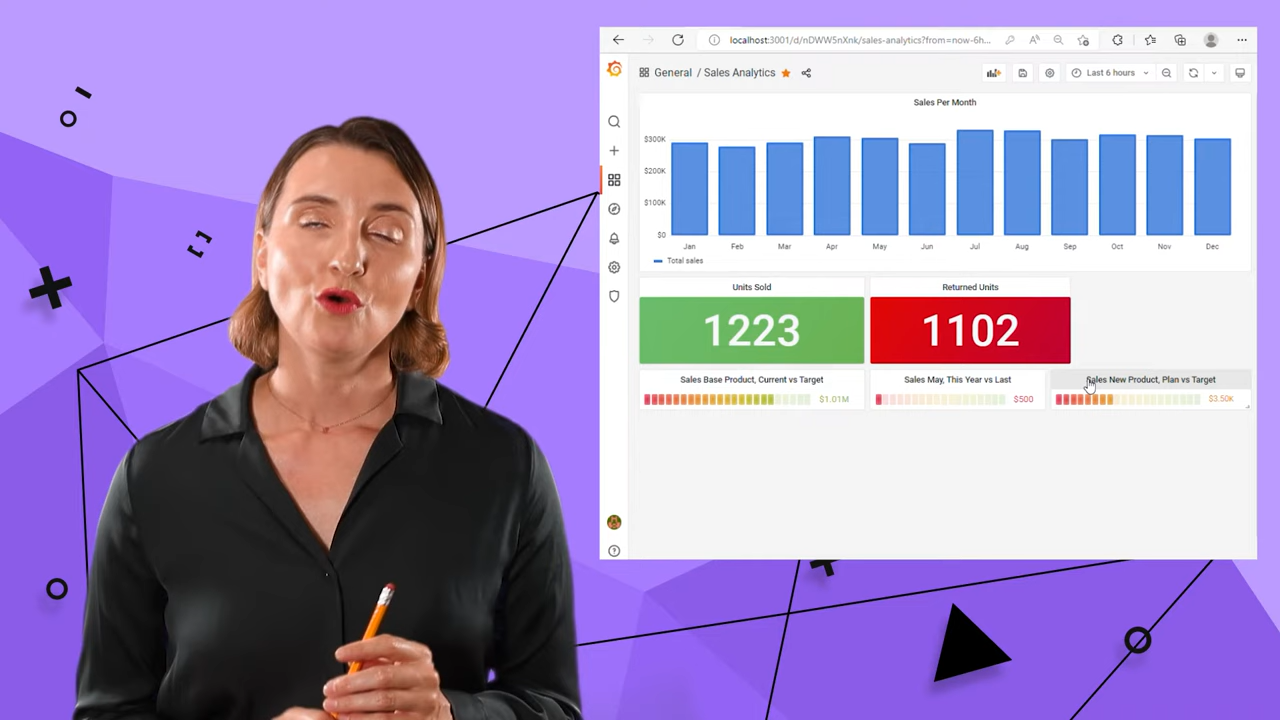 localhost:3001/d/nDWW5nXnk/sales-analytics?from=now-6h...
General / Sales Analytics
Last 6 hours
Sales Per Month
$300K
$200K
$100K
$0
Jan Feb Mar Apr May Jun Jul Aug Sep Oct Nov Dec
Total sales
Units Sold
Returned Units
1223
1102
Sales Base Product, Current vs Target
Sales May, This Year vs Last
Sales New Product, Plan vs Target
$1.01M
$500
$3.50K